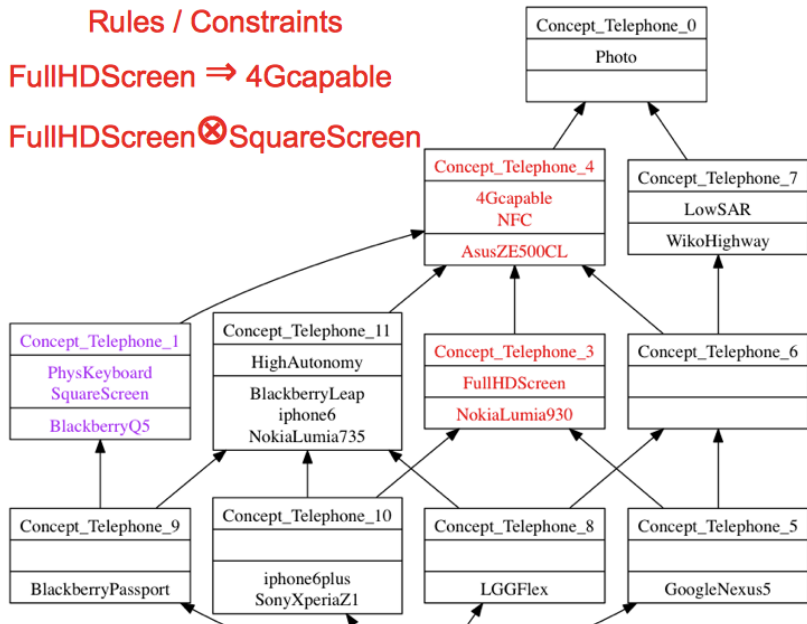 Rules / Constraints
FullHDScreen ⇒ 4Gcapable
FullHDScreen⊗SquareScreen
Concept_Telephone_0
Photo
Concept_Telephone_4
4Gcapable
NFC
AsusZE500CL
Concept_Telephone_7
LowSAR
WikoHighway
Concept_Telephone_1
PhysKeyboard
SquareScreen
BlackberryQ5
Concept_Telephone_11
HighAutonomy
BlackberryLeap
iphone6
NokiaLumia735
Concept_Telephone_3
FullHDScreen
NokiaLumia930
Concept_Telephone_6
Concept_Telephone_9
BlackberryPassport
Concept_Telephone_10
iphone6plus
SonyXperiaZ1
Concept_Telephone_8
LGGFlex
Concept_Telephone_5
GoogleNexus5